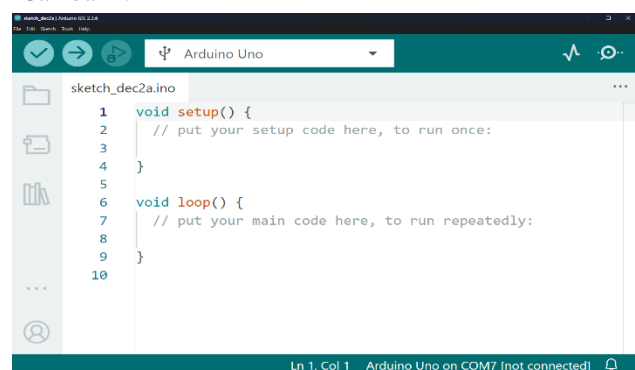 sketch_dec2a | Arduino IDE 2.3.6
File Edit Sketch Tools Help
Arduino Uno
sketch_dec2a.ino
1 void setup() {
2 // put your setup code here, to run once:
3
4 }
5
6 void loop() {
7 // put your main code here, to run repeatedly:
8
9 }
10
Ln 1, Col 1 Arduino Uno on COM7 [not connected]